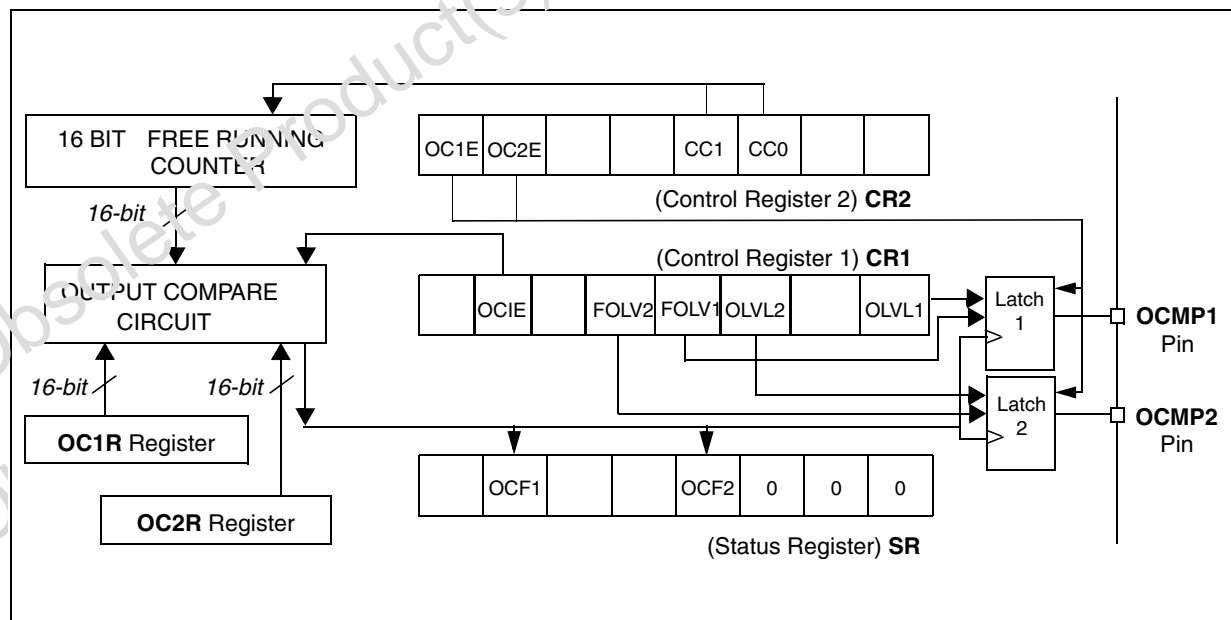 Obsolete Product(s)
16 BIT FREE RUNNING
COUNTER
OC1E OC2E CC1 CC0
(Control Register 2) CR2
16-bit
(Control Register 1) CR1
OUTPUT COMPARE
CIRCUIT
OCIE FOLV2 FOLV1 OLVL2 OLVL1
Latch
1
OCMP1
Pin
16-bit 16-bit
Latch
2
OCMP2
Pin
OC1R Register
OCF1 OCF2 0 0 0
OC2R Register
(Status Register) SR